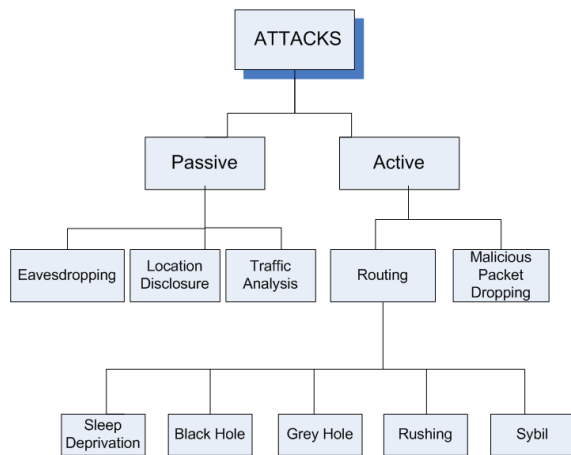 ATTACKS
Passive
Active
Eavesdropping
Location
Disclosure
Traffic
Analysis
Routing
Malicious
Packet
Dropping
Sleep
Deprivation
Black Hole
Grey Hole
Rushing
Sybil